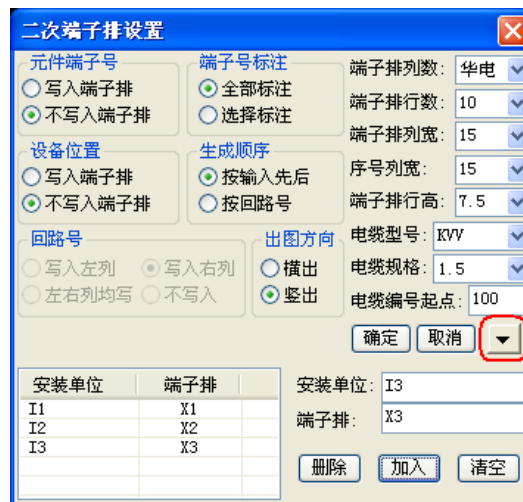 二次端子排设置
元件端子号
写入端子排
不写入端子排
端子号标注
全部标注
选择标注
端子排列数: 华电
端子排行数: 10
端子排列宽: 15
序号列宽: 15
端子排行高: 7.5
设备位置
写入端子排
不写入端子排
生成顺序
按输入先后
按回路号
回路号
写入左列 写入右列
左右列均写 不写入
出图方向
横出
竖出
电缆型号: KVV
电缆规格: 1.5
电缆编号起点: 100
确定 取消
安装单位 端子排
I1 X1
I2 X2
I3 X3
安装单位: I3
端子排: X3
删除 加入 清空